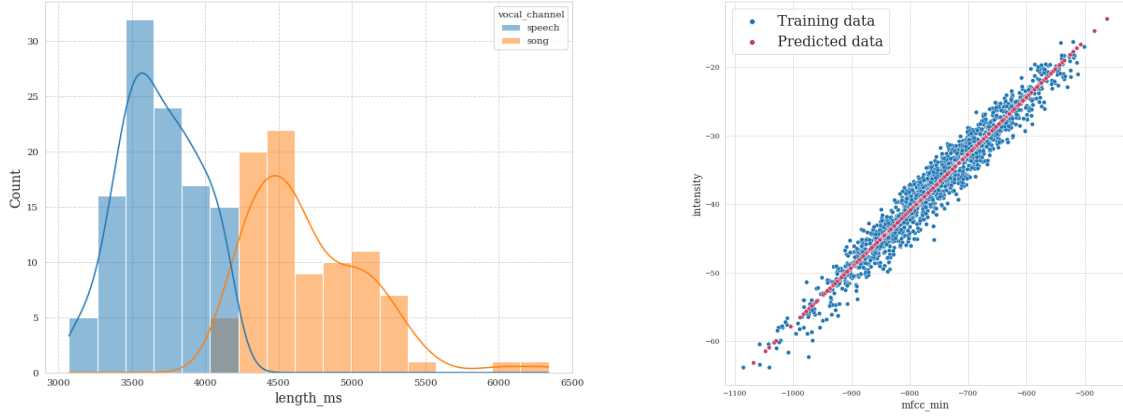 vocal_channel
speech
song
30
25
20
15
10
5
0
Count
3000 3500 4000 4500 5000 5500 6000 6500
length_ms
Training data
Predicted data
−20
−30
−40
−50
−60
intensity
−1100 −1000 −900 −800 −700 −600 −500
mfcc_min